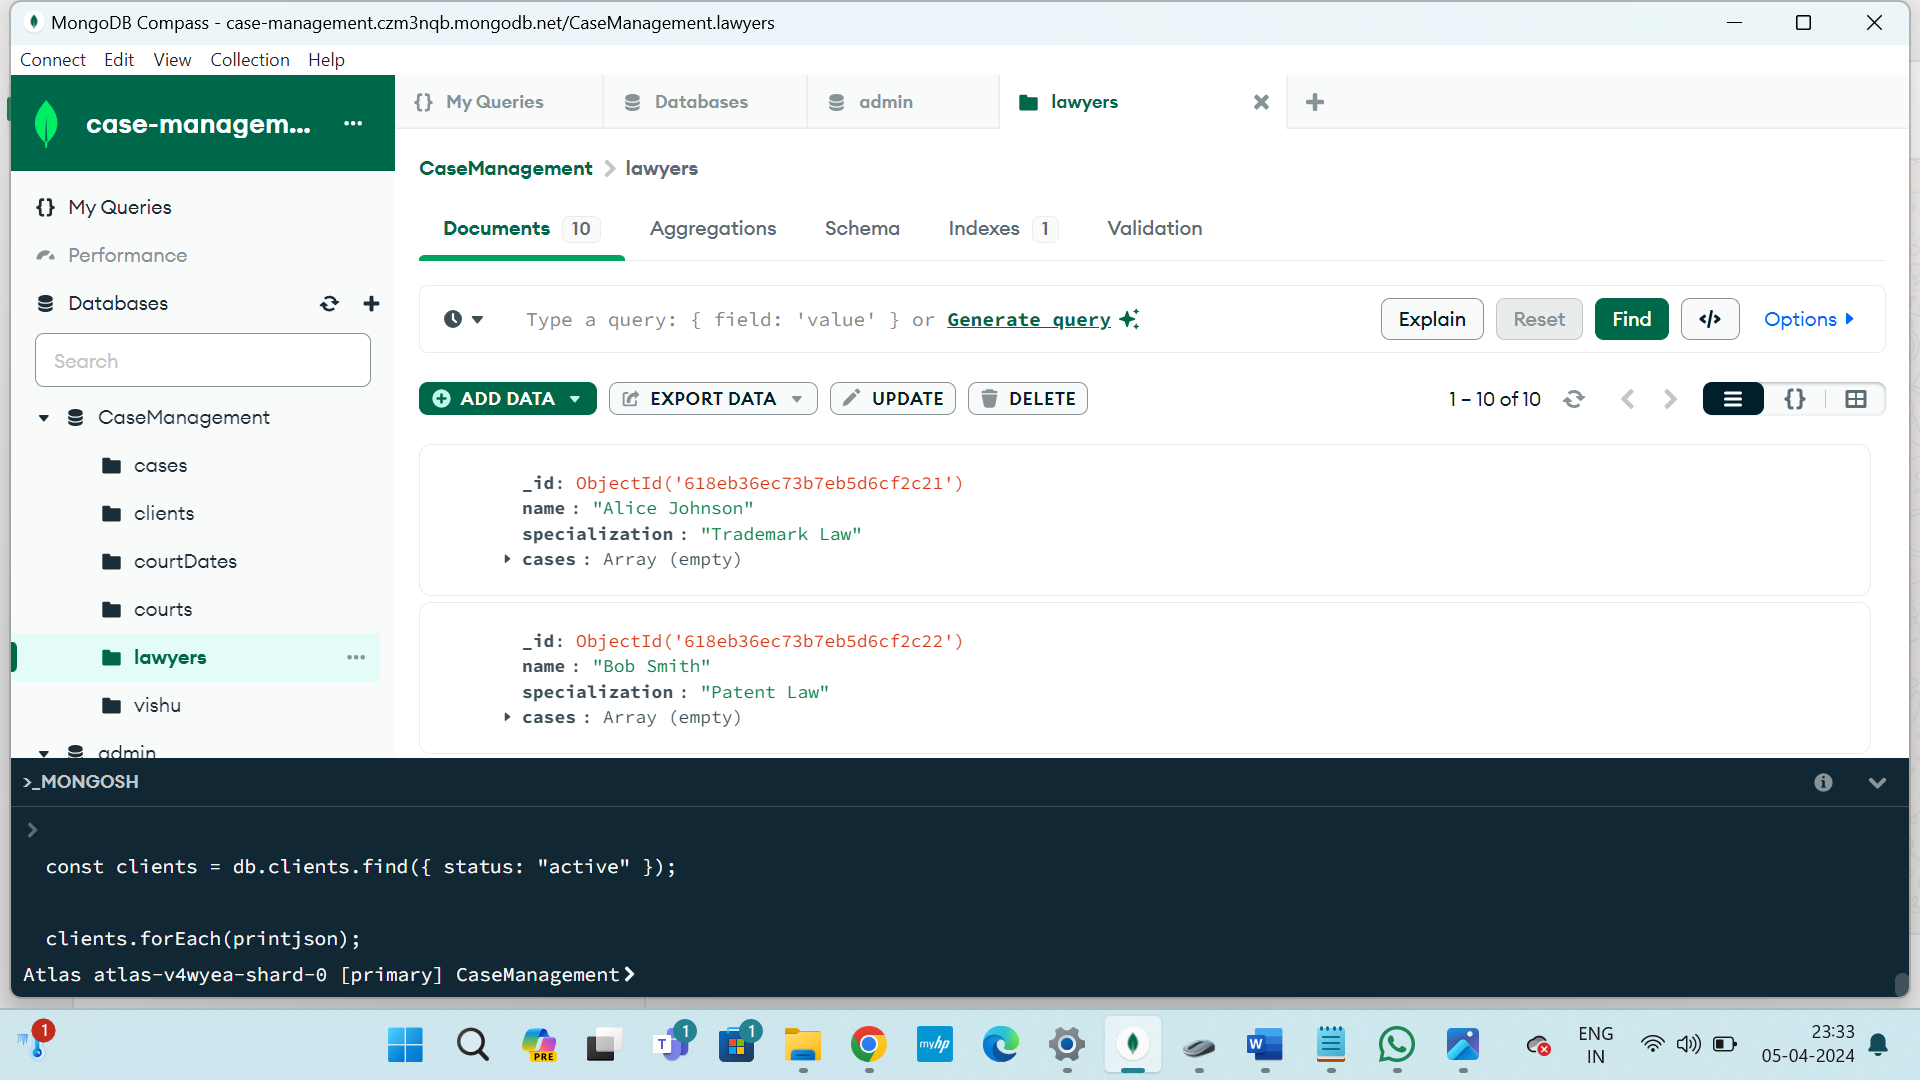 MongoDB Compass - case-management.czm3nqb.mongodb.net/CaseManagement.lawyers
Connect Edit View Collection Help
case-managem...
My Queries
Databases
admin
lawyers
My Queries
Performance
Databases
Search
CaseManagement
cases
clients
courtDates
courts
lawyers
vishu
admin
CaseManagement > lawyers
Documents 10 Aggregations Schema Indexes 1 Validation
Type a query: { field: 'value' } or Generate query
Explain Reset Find </> Options
ADD DATA EXPORT DATA UPDATE DELETE
1 – 10 of 10
_id: ObjectId('618eb36ec73b7eb5d6cf2c21')
name : "Alice Johnson"
specialization : "Trademark Law"
cases : Array (empty)
_id: ObjectId('618eb36ec73b7eb5d6cf2c22')
name : "Bob Smith"
specialization : "Patent Law"
cases : Array (empty)
>_MONGOSH
>
const clients = db.clients.find({ status: "active" });
clients.forEach(printjson);
Atlas atlas-v4wyea-shard-0 [primary] CaseManagement>
1
PRE
T 1
1
myhp
W
ENG
IN
23:33
05-04-2024